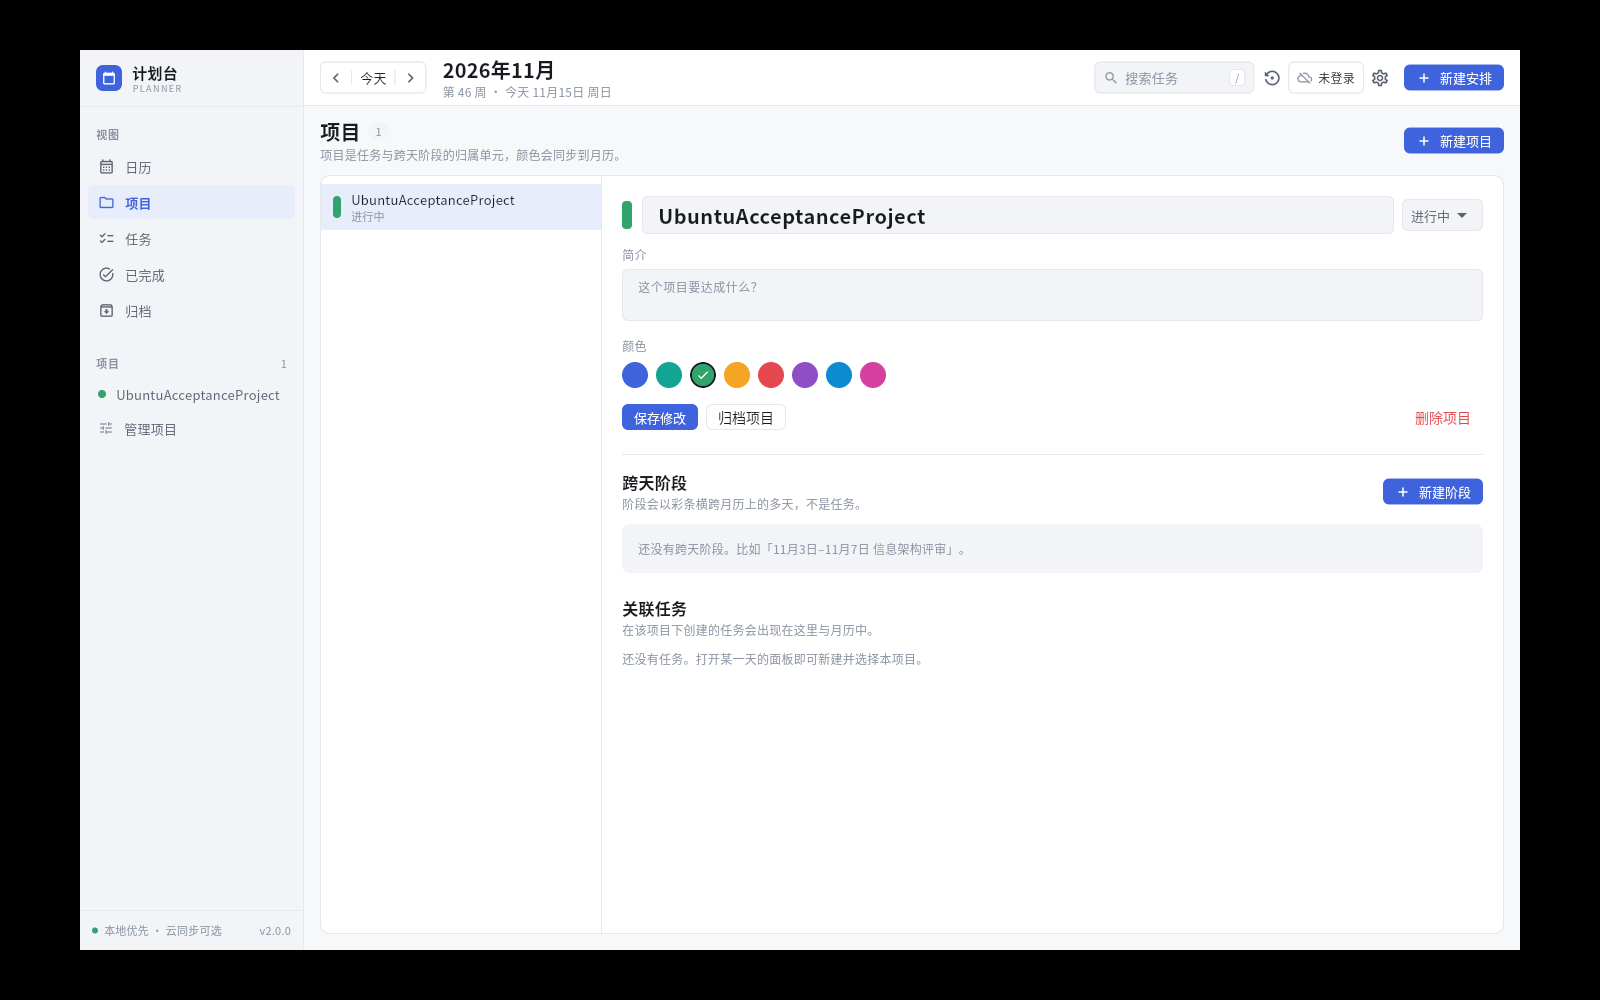 计划台
PLANNER
视图
日历
项目
任务
已完成
归档
项目 1
UbuntuAcceptanceProject
管理项目
本地优先 · 云同步可选 v2.0.0
今天
2026年11月
第 46 周 · 今天 11月15日 周日
搜索任务 /
未登录
新建安排
项目 1
项目是任务与跨天阶段的归属单元，颜色会同步到月历。
新建项目
UbuntuAcceptanceProject
进行中
UbuntuAcceptanceProject
进行中
简介
这个项目要达成什么？
颜色
保存修改
归档项目
删除项目
跨天阶段
阶段会以彩条横跨月历上的多天，不是任务。
新建阶段
还没有跨天阶段。比如「11月3日–11月7日 信息架构评审」。
关联任务
在该项目下创建的任务会出现在这里与月历中。
还没有任务。打开某一天的面板即可新建并选择本项目。